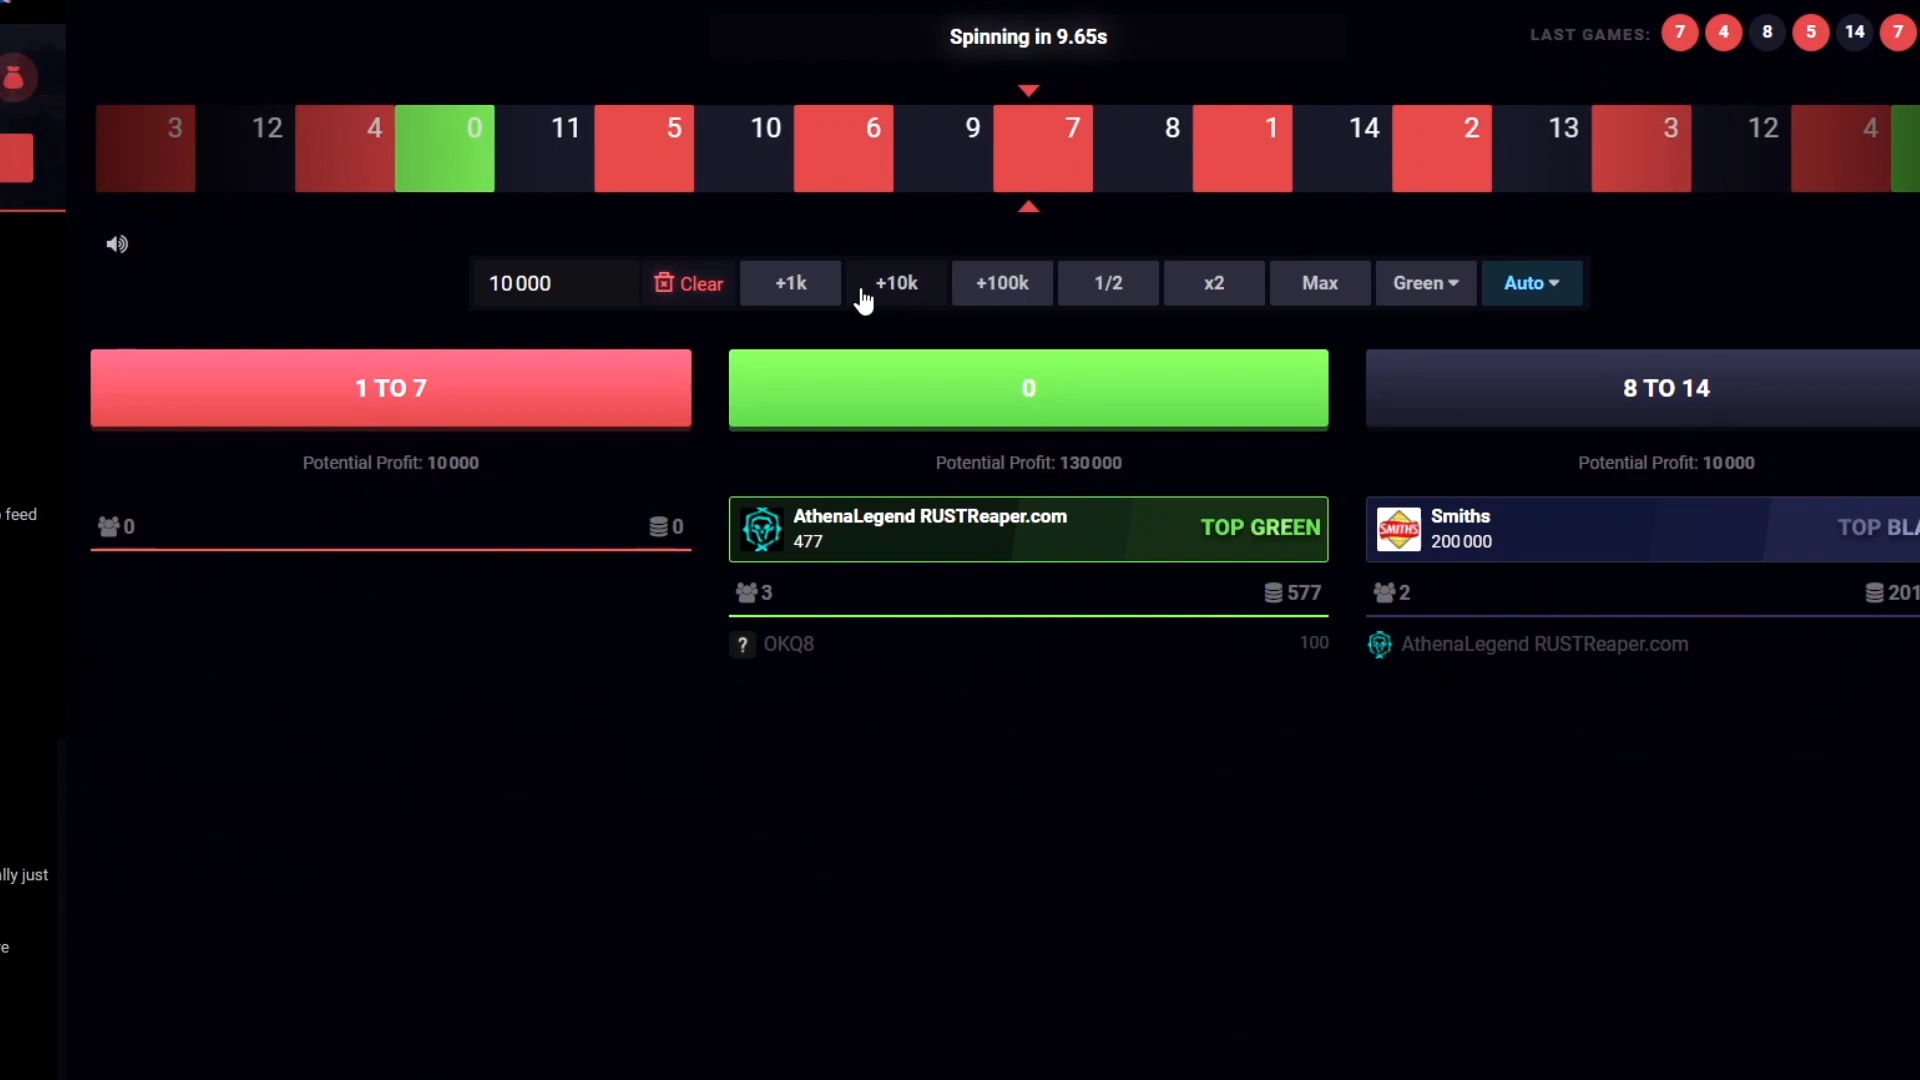 Spinning in 9.65s
LAST GAMES: 7 4 8 5 14 7
3 12 4 0 11 5 10 6 9 7 8 1 14 2 13 3 12 4
10 000 Clear +1k +10k +100k 1/2 x2 Max Green Auto
1 TO 7
0
8 TO 14
Potential Profit: 10 000
Potential Profit: 130 000
Potential Profit: 10 000
0 0
AthenaLegend RUSTReaper.com
477
TOP GREEN
SMITHS
Smiths
200 000
TOP BLA
3 577
2 201
? OKQ8 100
AthenaLegend RUSTReaper.com
feed
lly just
e